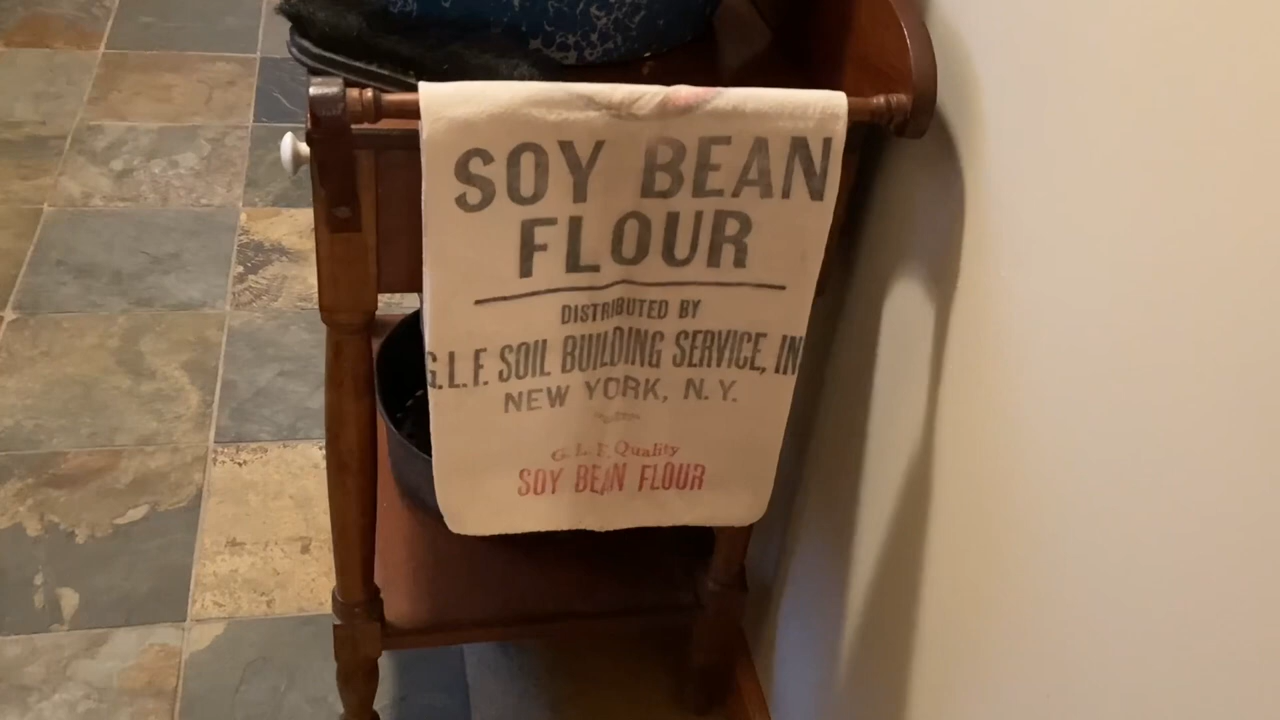 SOY BEAN
FLOUR
DISTRIBUTED BY
G.L.F. SOIL BUILDING SERVICE, IN
NEW YORK, N.Y.
G. L. F. Quality
SOY BEAN FLOUR